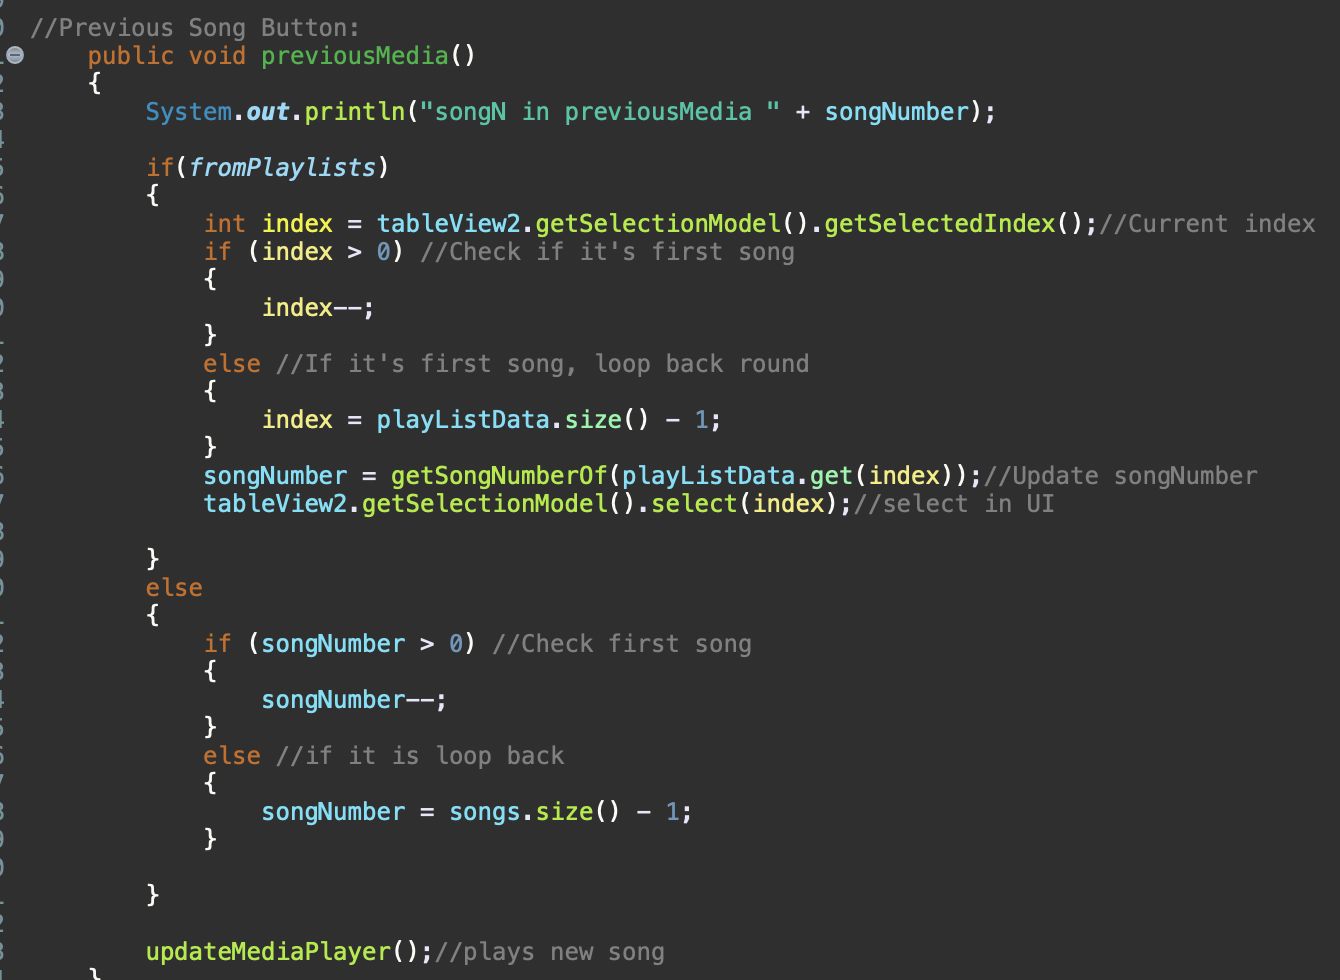 //Previous Song Button:
public void previousMedia()
{
System.out.println("songN in previousMedia " + songNumber);
if(fromPlaylists)
{
int index = tableView2.getSelectionModel().getSelectedIndex();//Current index
if (index > 0) //Check if it's first song
{
index--;
}
else //If it's first song, loop back round
{
index = playListData.size() - 1;
}
songNumber = getSongNumberOf(playListData.get(index));//Update songNumber
tableView2.getSelectionModel().select(index);//select in UI
}
else
{
if (songNumber > 0) //Check first song
{
songNumber--;
}
else //if it is loop back
{
songNumber = songs.size() - 1;
}
}
updateMediaPlayer();//plays new song
}